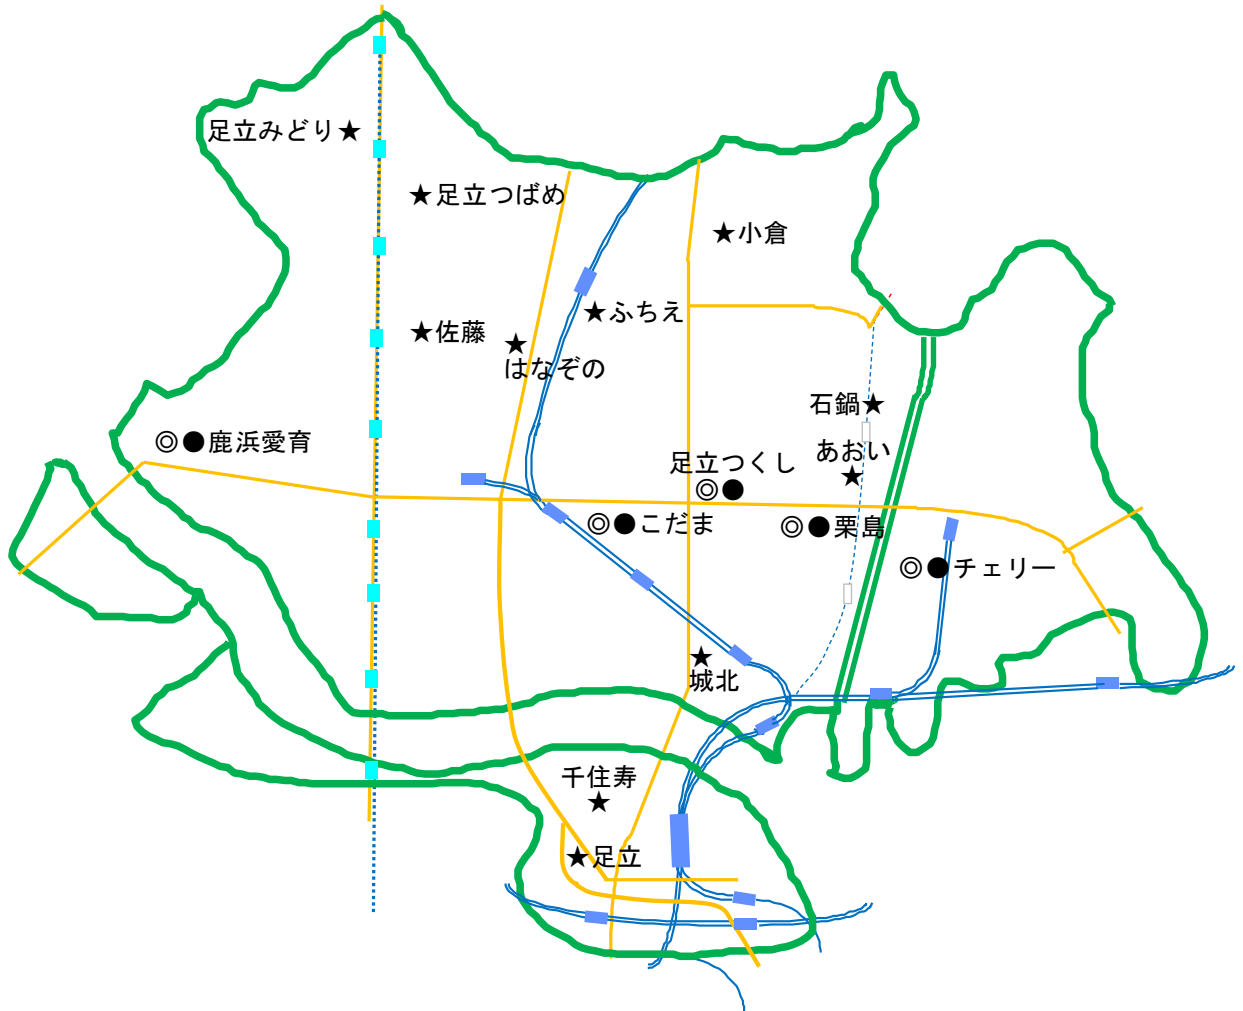 足立みどり★
★足立つばめ
★小倉
★ふちえ
★佐藤
★
はなぞの
石鍋★
◎●鹿浜愛育
あおい
★
足立つくし
◎●
◎●こだま
◎●栗島
◎●チェリー
★
城北
千住寿
★
★足立